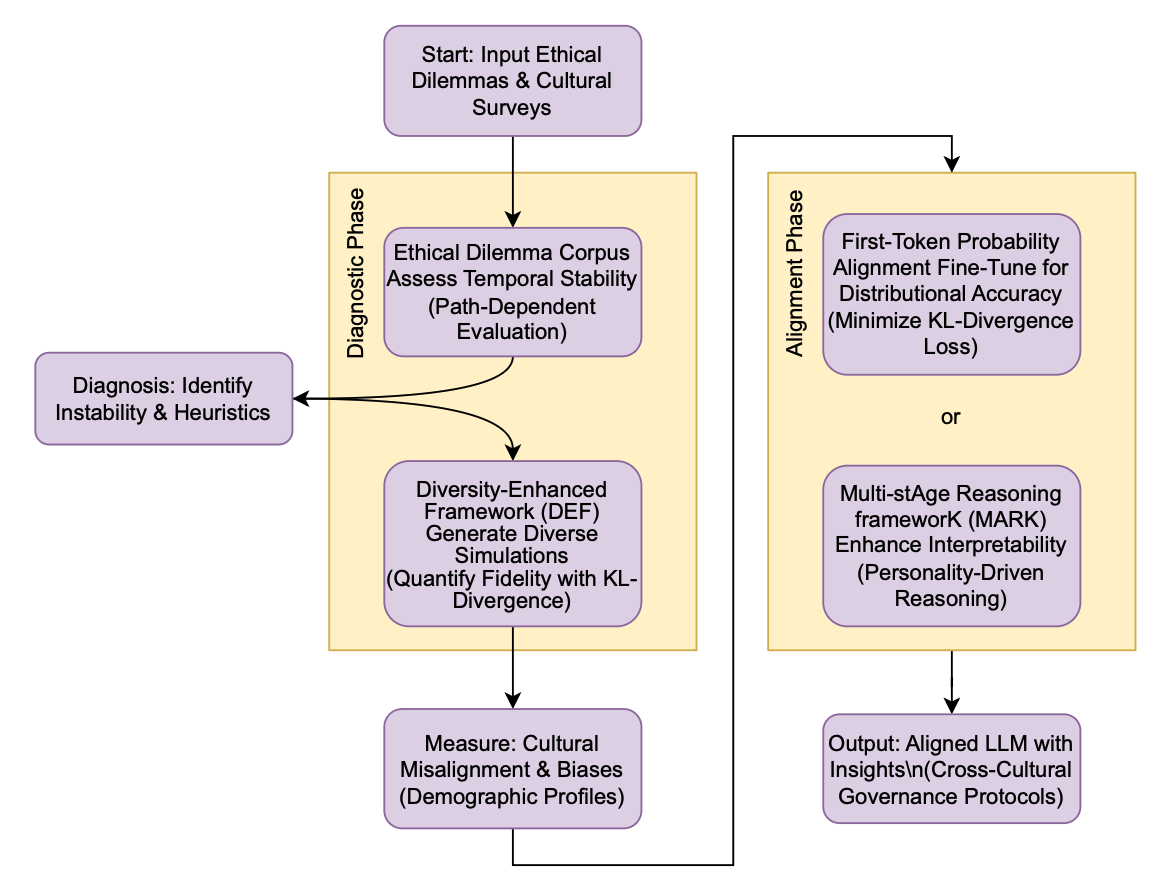 Start: Input Ethical
Dilemmas & Cultural
Surveys
Diagnostic Phase
Ethical Dilemma Corpus
Assess Temporal Stability
(Path-Dependent
Evaluation)
Diagnosis: Identify
Instability & Heuristics
Diversity-Enhanced
Framework (DEF)
Generate Diverse
Simulations
(Quantify Fidelity with KL-
Divergence)
Measure: Cultural
Misalignment & Biases
(Demographic Profiles)
Alignment Phase
First-Token Probability
Alignment Fine-Tune for
Distributional Accuracy
(Minimize KL-Divergence
Loss)
or
Multi-stAge Reasoning
frameworK (MARK)
Enhance Interpretability
(Personality-Driven
Reasoning)
Output: Aligned LLM with
Insights\n(Cross-Cultural
Governance Protocols)